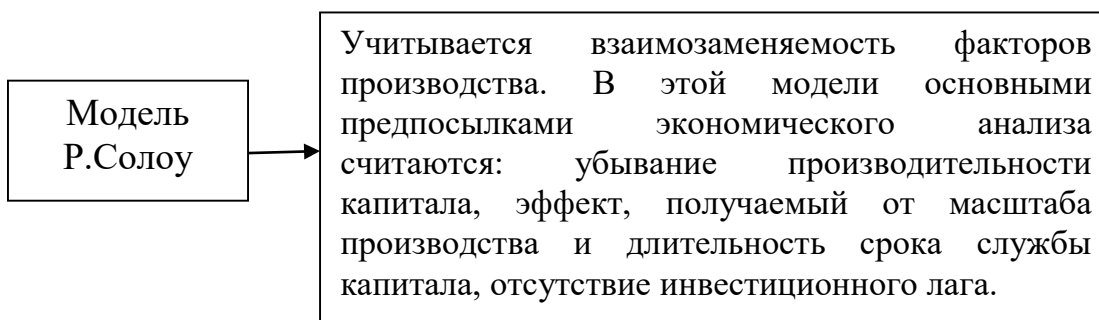 Модель
Р.Солоу
Учитывается взаимозаменяемость факторов
производства. В этой модели основными
предпосылками экономического анализа
считаются: убывание производительности
капитала, эффект, получаемый от масштаба
производства и длительность срока службы
капитала, отсутствие инвестиционного лага.